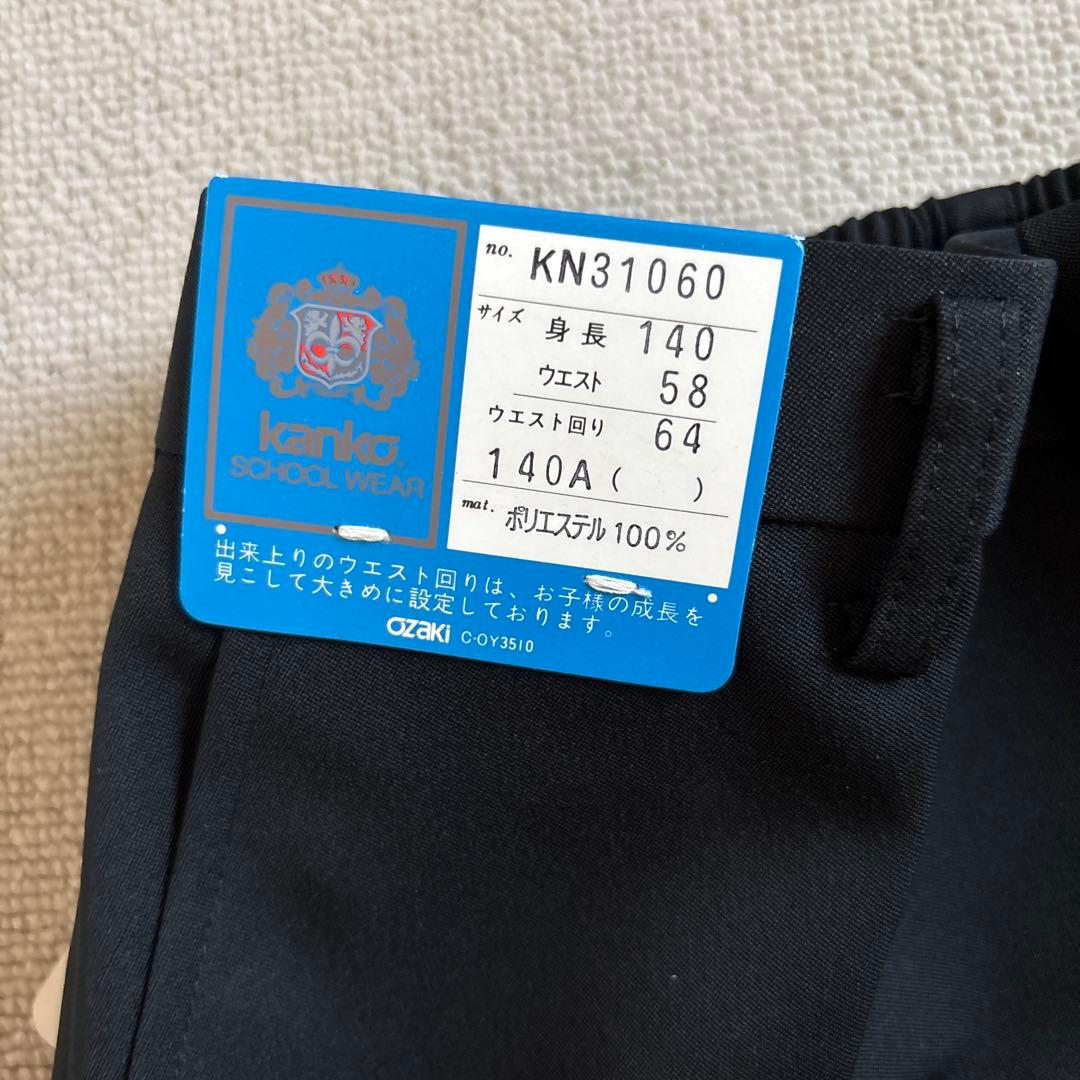 kanko
SCHOOL WEAR
no. KN31060
サイズ 身長 140
ウエスト 58
ウエスト回り 64
140A( )
mat. ポリエステル100%
出来上りのウエスト回りは、お子様の成長を
見こして大きめに設定しております。
OZAKI C-OY3510